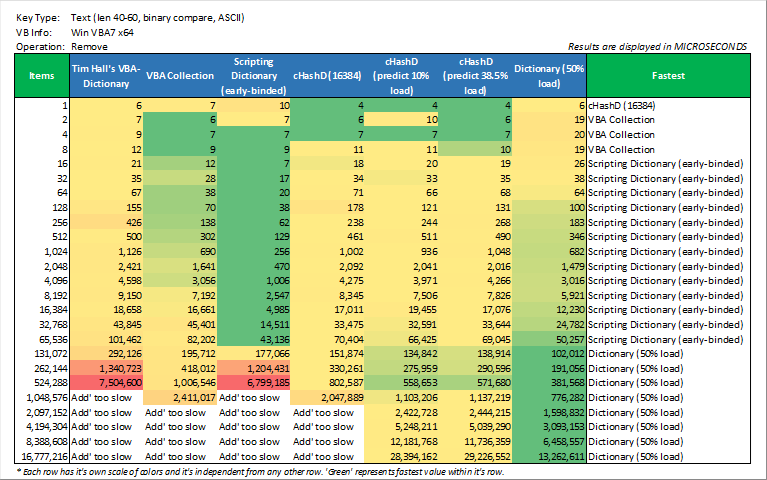 Key Type: Text (len 40-60, binary compare, ASCII)
VB Info: Win VBA7 x64
Operation: Remove
Results are displayed in MICROSECONDS
Items Tim Hall's VBA-Dictionary VBA Collection Scripting Dictionary (early-binded) cHashD (16384) cHashD (predict 10% load) cHashD (predict 38.5% load) Dictionary (50% load) Fastest
1 6 7 10 4 4 4 6 cHashD (16384)
2 7 6 7 6 10 6 19 VBA Collection
4 9 7 7 7 7 7 20 VBA Collection
8 12 9 9 11 11 10 19 VBA Collection
16 21 12 7 18 20 19 26 Scripting Dictionary (early-binded)
32 35 28 17 34 33 35 38 Scripting Dictionary (early-binded)
64 67 38 20 71 66 68 64 Scripting Dictionary (early-binded)
128 155 70 38 178 121 131 100 Scripting Dictionary (early-binded)
256 426 138 62 238 244 268 183 Scripting Dictionary (early-binded)
512 500 302 129 461 511 490 346 Scripting Dictionary (early-binded)
1,024 1,126 690 256 1,002 936 1,048 682 Scripting Dictionary (early-binded)
2,048 2,421 1,641 470 2,092 2,041 2,016 1,479 Scripting Dictionary (early-binded)
4,096 4,598 3,056 1,006 4,275 3,971 4,266 3,016 Scripting Dictionary (early-binded)
8,192 9,150 7,192 2,547 8,345 7,506 7,826 5,921 Scripting Dictionary (early-binded)
16,384 18,658 16,661 4,985 17,011 19,455 17,076 12,230 Scripting Dictionary (early-binded)
32,768 43,845 45,401 14,511 33,475 32,591 33,644 24,782 Scripting Dictionary (early-binded)
65,536 101,462 82,202 43,136 70,404 66,425 69,045 50,257 Scripting Dictionary (early-binded)
131,072 292,126 195,712 177,066 151,874 134,842 138,914 102,012 Dictionary (50% load)
262,144 1,340,723 418,012 1,204,431 330,261 275,959 290,596 191,056 Dictionary (50% load)
524,288 7,504,600 1,006,546 6,799,185 802,587 558,653 571,680 381,568 Dictionary (50% load)
1,048,576 Add' too slow 2,411,017 Add' too slow 2,047,889 1,103,206 1,137,219 776,282 Dictionary (50% load)
2,097,152 Add' too slow Add' too slow Add' too slow Add' too slow 2,422,728 2,444,215 1,598,832 Dictionary (50% load)
4,194,304 Add' too slow Add' too slow Add' too slow Add' too slow 5,248,211 5,039,290 3,093,153 Dictionary (50% load)
8,388,608 Add' too slow Add' too slow Add' too slow Add' too slow 12,181,768 11,736,359 6,458,557 Dictionary (50% load)
16,777,216 Add' too slow Add' too slow Add' too slow Add' too slow 28,394,162 29,226,552 13,262,611 Dictionary (50% load)
* Each row has it's own scale of colors and it's independent from any other row. 'Green' represents fastest value within it's row.